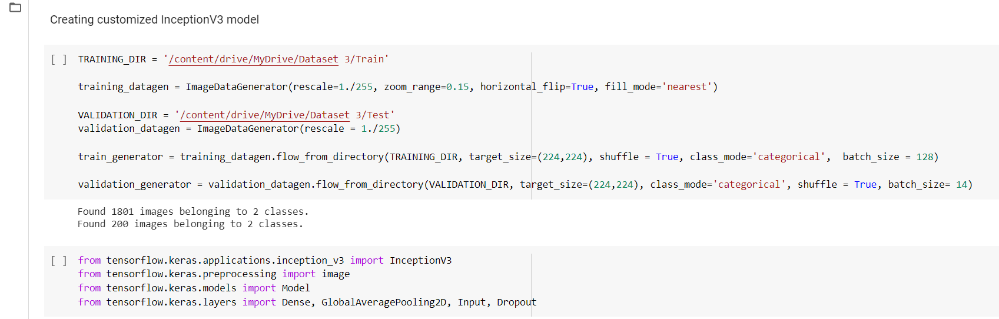 Creating customized InceptionV3 model
[ ] TRAINING_DIR = '/content/drive/MyDrive/Dataset 3/Train'
training_datagen = ImageDataGenerator(rescale=1./255, zoom_range=0.15, horizontal_flip=True, fill_mode='nearest')
VALIDATION_DIR = '/content/drive/MyDrive/Dataset 3/Test'
validation_datagen = ImageDataGenerator(rescale = 1./255)
train_generator = training_datagen.flow_from_directory(TRAINING_DIR, target_size=(224,224), shuffle = True, class_mode='categorical',  batch_size = 128)
validation_generator = validation_datagen.flow_from_directory(VALIDATION_DIR, target_size=(224,224), class_mode='categorical', shuffle = True, batch_size= 14)
Found 1801 images belonging to 2 classes.
Found 200 images belonging to 2 classes.
[ ] from tensorflow.keras.applications.inception_v3 import InceptionV3
from tensorflow.keras.preprocessing import image
from tensorflow.keras.models import Model
from tensorflow.keras.layers import Dense, GlobalAveragePooling2D, Input, Dropout